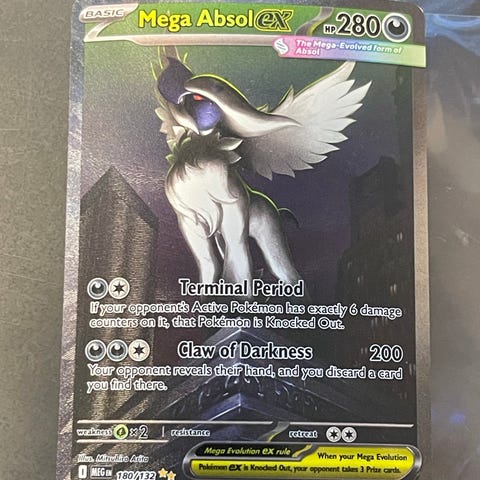 BASIC Mega Absol ex HP 280
The Mega-Evolved form of
Absol
Terminal Period
If your opponent's Active Pokémon has exactly 6 damage
counters on it, that Pokémon is Knocked Out.
Claw of Darkness 200
Your opponent reveals their hand, and you discard a card
you find there.
weakness ×2 resistance retreat
Illus. Mitsuhiro Arita
Mega Evolution ex rule
When your Mega Evolution
Pokémon ex is Knocked Out, your opponent takes 3 Prize cards.
MEG EN 180/132